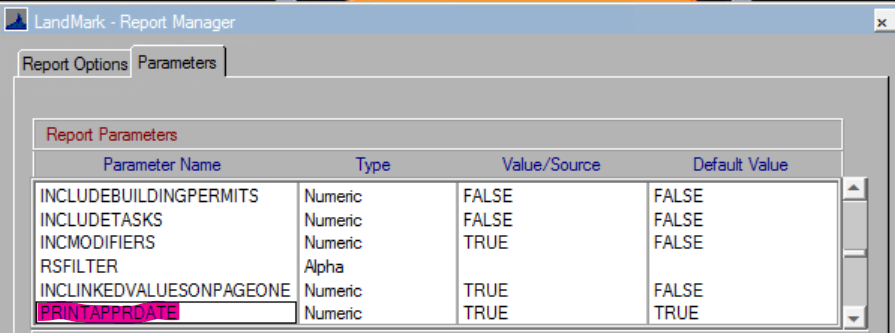 LandMark - Report Manager
Report Options Parameters
Report Parameters
Parameter Name Type Value/Source Default Value
INCLUDEBUILDINGPERMITS Numeric FALSE FALSE
INCLUDETASKS Numeric FALSE FALSE
INCMODIFIERS Numeric TRUE FALSE
RSFILTER Alpha
INCLINKEDVALUESONPAGEONE Numeric TRUE FALSE
PRINTAPPRDATE Numeric TRUE TRUE